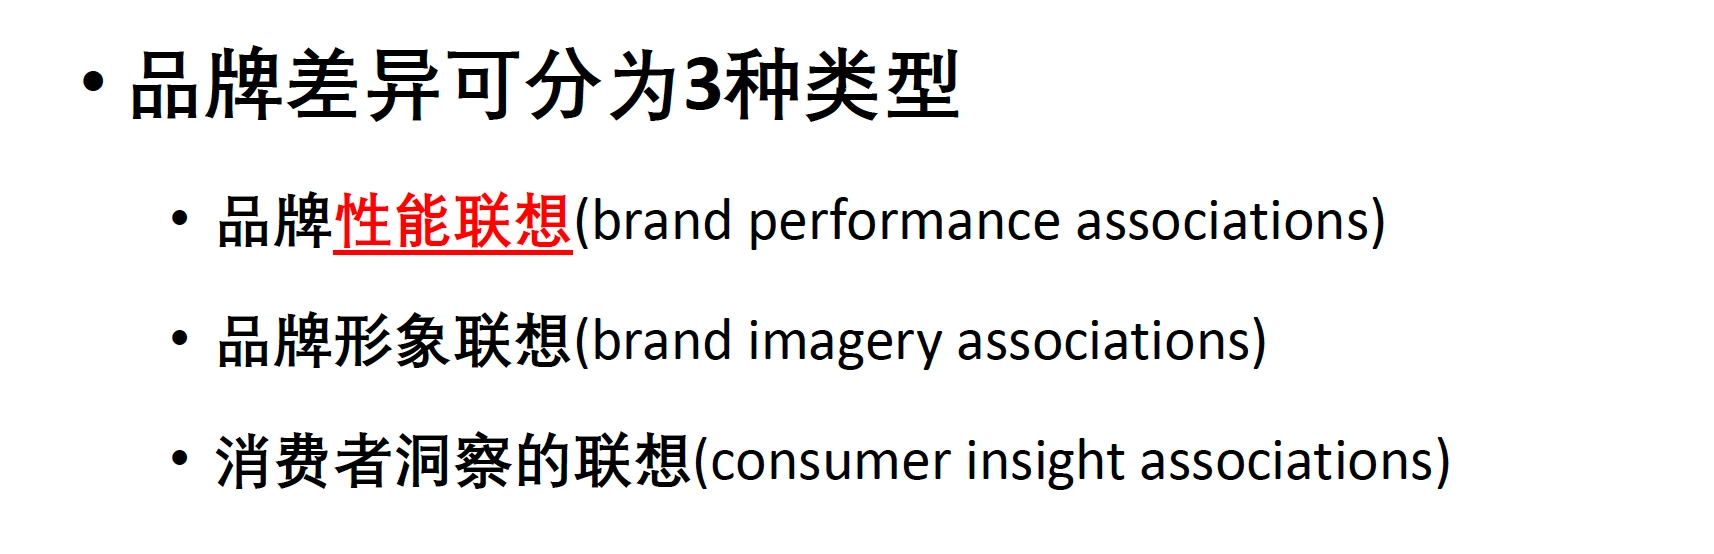 • 品牌差异可分为3种类型
• 品牌性能联想(brand performance associations)
• 品牌形象联想(brand imagery associations)
• 消费者洞察的联想(consumer insight associations)